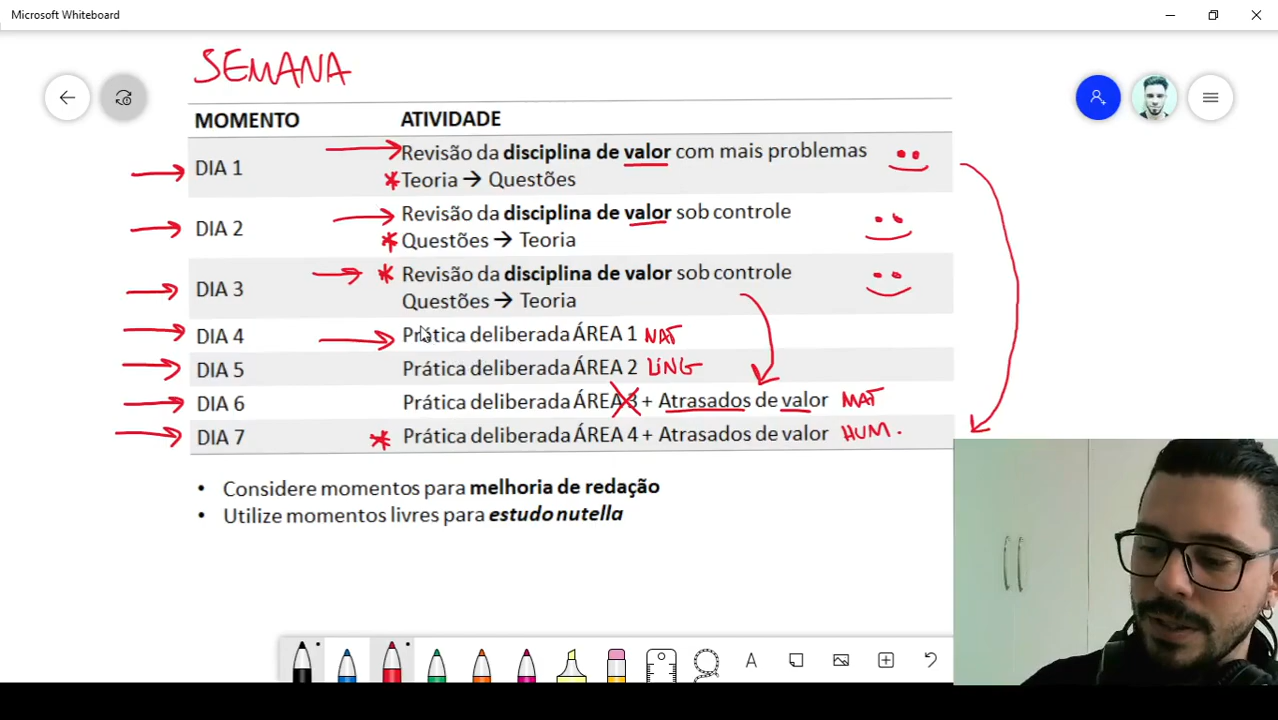 Microsoft Whiteboard
SEMANA
MOMENTO ATIVIDADE
DIA 1 Revisão da disciplina de valor com mais problemas
Teoria → Questões
DIA 2 Revisão da disciplina de valor sob controle
Questões → Teoria
DIA 3 Revisão da disciplina de valor sob controle
Questões → Teoria
DIA 4 Prática deliberada ÁREA 1 NAT
DIA 5 Prática deliberada ÁREA 2 LING
DIA 6 Prática deliberada ÁREA 3 + Atrasados de valor MAT
DIA 7 Prática deliberada ÁREA 4 + Atrasados de valor HUM.
• Considere momentos para melhoria de redação
• Utilize momentos livres para estudo nutella
A